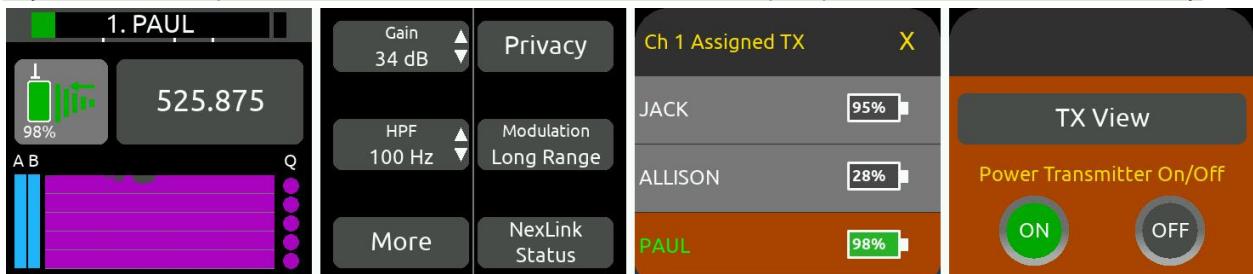 1. PAUL
525.875
98%
A B
Q
Gain
34 dB
Privacy
HPF
100 Hz
Modulation
Long Range
More
NexLink
Status
Ch 1 Assigned TX X
JACK 95%
ALLISON 28%
PAUL 98%
TX View
Power Transmitter On/Off
ON OFF